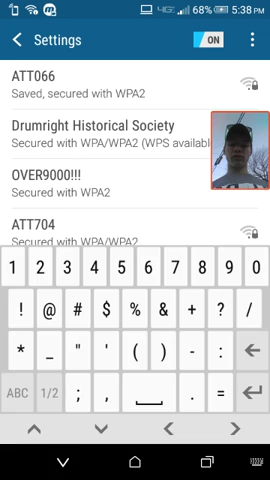 4G LTE 68% 5:38 PM
Settings ON
ATT066
Saved, secured with WPA2
Drumright Historical Society
Secured with WPA/WPA2 (WPS availabl
OVER9000!!!
Secured with WPA2
ATT704
Secured with WPA/WPA2
1 2 3 4 5 6 7 8 9 0
! @ # $ % & + ? /
* _ " ' ( ) - :
ABC 1/2 ; , . =